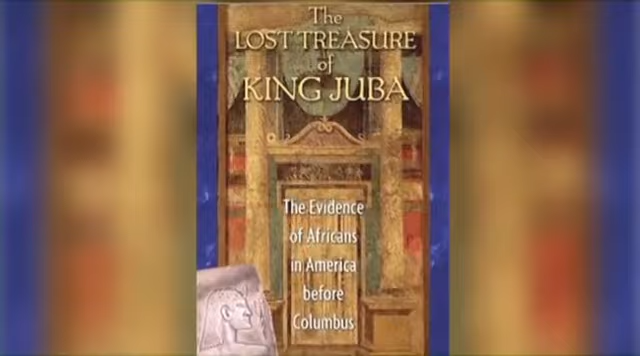 The
LOST TREASURE
of
KING JUBA
The Evidence
of Africans
in America
before
Columbus